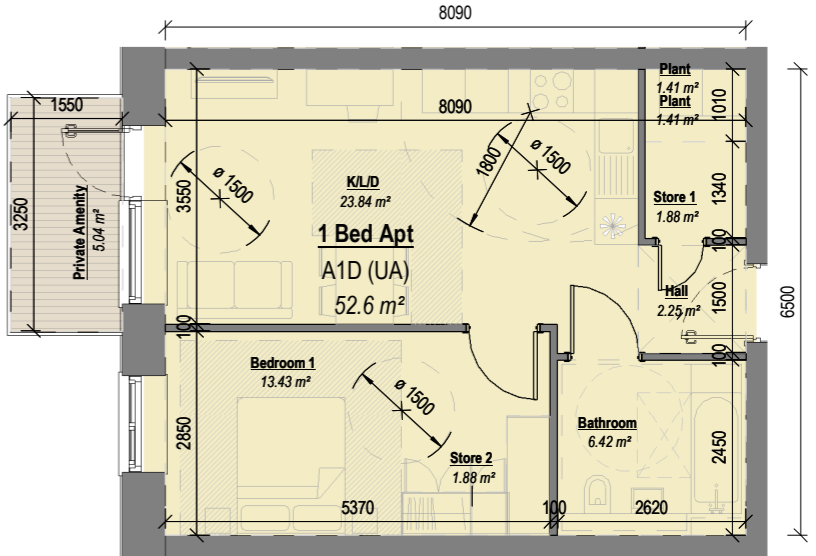 8090
1550
Plant
1.41 m²
Plant
1.41 m²
8090
1010
ø 1500
ø 1500
1800
K/L/D
23.84 m²
3550
3250
Private Amenity
5.04 m²
Store 1
1.88 m²
1340
1 Bed Apt
A1D (UA)
52.6 m²
100
Hall
2.25 m²
1500
6500
100
100
Bedroom 1
13.43 m²
ø 1500
2850
Bathroom
6.42 m²
2450
Store 2
1.88 m²
5370
100
2620